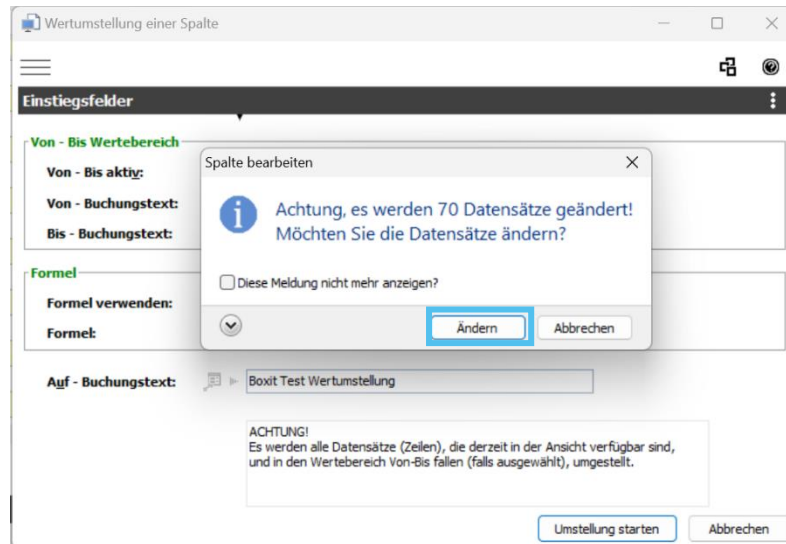 Wertumstellung einer Spalte
Einstiegsfelder
Von - Bis Wertebereich
Von - Bis aktiv:
Von - Buchungstext:
Bis - Buchungstext:
Spalte bearbeiten
Achtung, es werden 70 Datensätze geändert!
Möchten Sie die Datensätze ändern?
Diese Meldung nicht mehr anzeigen?
Ändern
Abbrechen
Formel
Formel verwenden:
Formel:
Auf - Buchungstext:
Boxit Test Wertumstellung
ACHTUNG!
Es werden alle Datensätze (Zeilen), die derzeit in der Ansicht verfügbar sind,
und in den Wertebereich Von-Bis fallen (falls ausgewählt), umgestellt.
Umstellung starten
Abbrechen